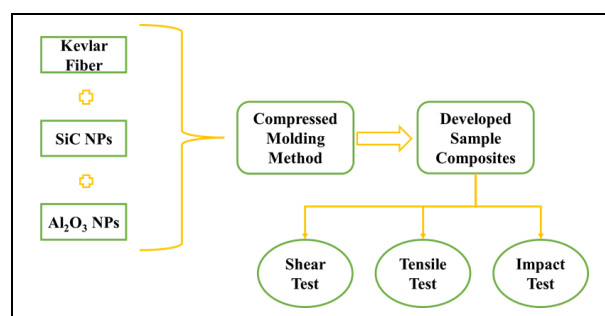 Kevlar
Fiber
SiC NPs
Al₂O₃ NPs
Compressed
Molding
Method
Developed
Sample
Composites
Shear
Test
Tensile
Test
Impact
Test